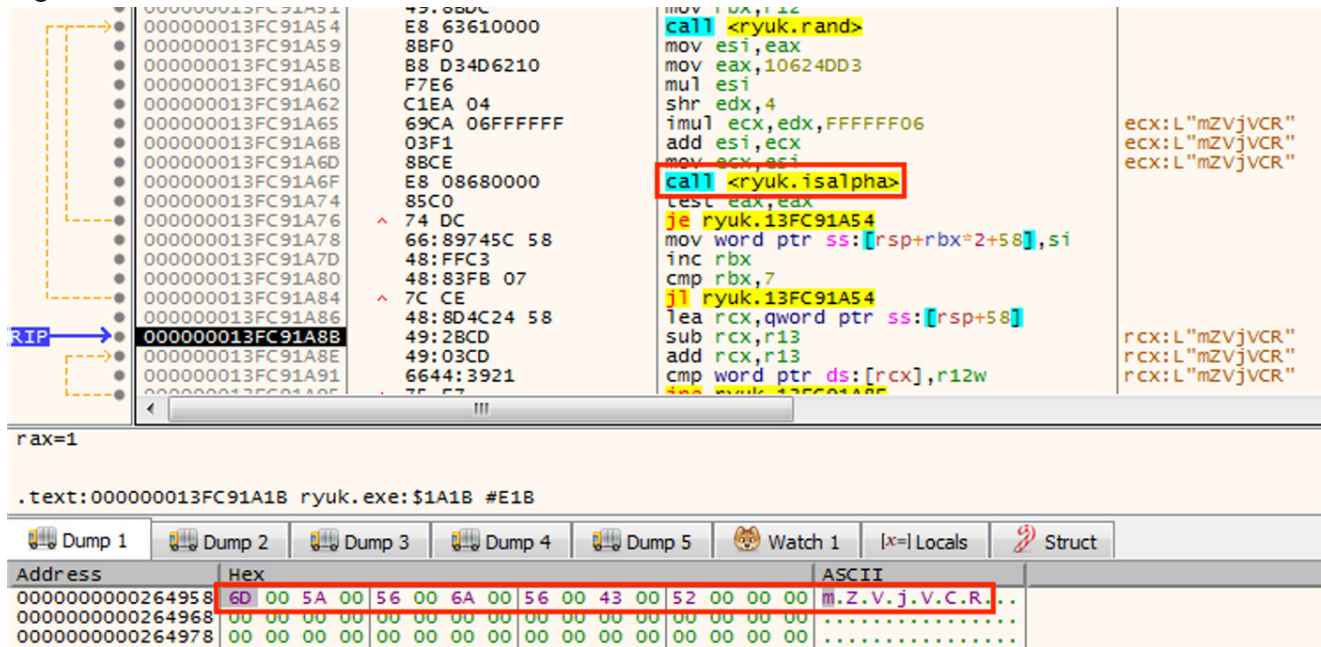 000000013FC91A54 E8 63610000 call <ryuk.rand>
000000013FC91A59 8BF0 mov esi,eax
000000013FC91A5B B8 D34D6210 mov eax,10624DD3
000000013FC91A60 F7E6 mul esi
000000013FC91A62 C1EA 04 shr edx,4
000000013FC91A65 69CA 06FFFFFF imul ecx,edx,FFFFFF06 ecx:L"mZVjVCR"
000000013FC91A6B 03F1 add esi,ecx ecx:L"mZVjVCR"
000000013FC91A6D 8BCE mov ecx,esi ecx:L"mZVjVCR"
000000013FC91A6F E8 08680000 call <ryuk.isalpha>
000000013FC91A74 85C0 test eax,eax
000000013FC91A76 ^ 74 DC je ryuk.13FC91A54
000000013FC91A78 66:89745C 58 mov word ptr ss:[rsp+rbx*2+58],si
000000013FC91A7D 48:FFC3 inc rbx
000000013FC91A80 48:83FB 07 cmp rbx,7
000000013FC91A84 ^ 7C CE jl ryuk.13FC91A54
000000013FC91A86 48:8D4C24 58 lea rcx,qword ptr ss:[rsp+58]
RIP 000000013FC91A8B 49:2BCD sub rcx,r13 rcx:L"mZVjVCR"
000000013FC91A8E 49:03CD add rcx,r13 rcx:L"mZVjVCR"
000000013FC91A91 6644:3921 cmp word ptr ds:[rcx],r12w rcx:L"mZVjVCR"
rax=1
.text:000000013FC91A1B ryuk.exe:$1A1B #E1B
Dump 1 Dump 2 Dump 3 Dump 4 Dump 5 Watch 1 [x=] Locals Struct
Address Hex ASCII
0000000000264958 6D 00 5A 00 56 00 6A 00 56 00 43 00 52 00 00 00 m.Z.V.j.V.C.R...
0000000000264968 00 00 00 00 00 00 00 00 00 00 00 00 00 00 00 00 ................
0000000000264978 00 00 00 00 00 00 00 00 00 00 00 00 00 00 00 00 ................